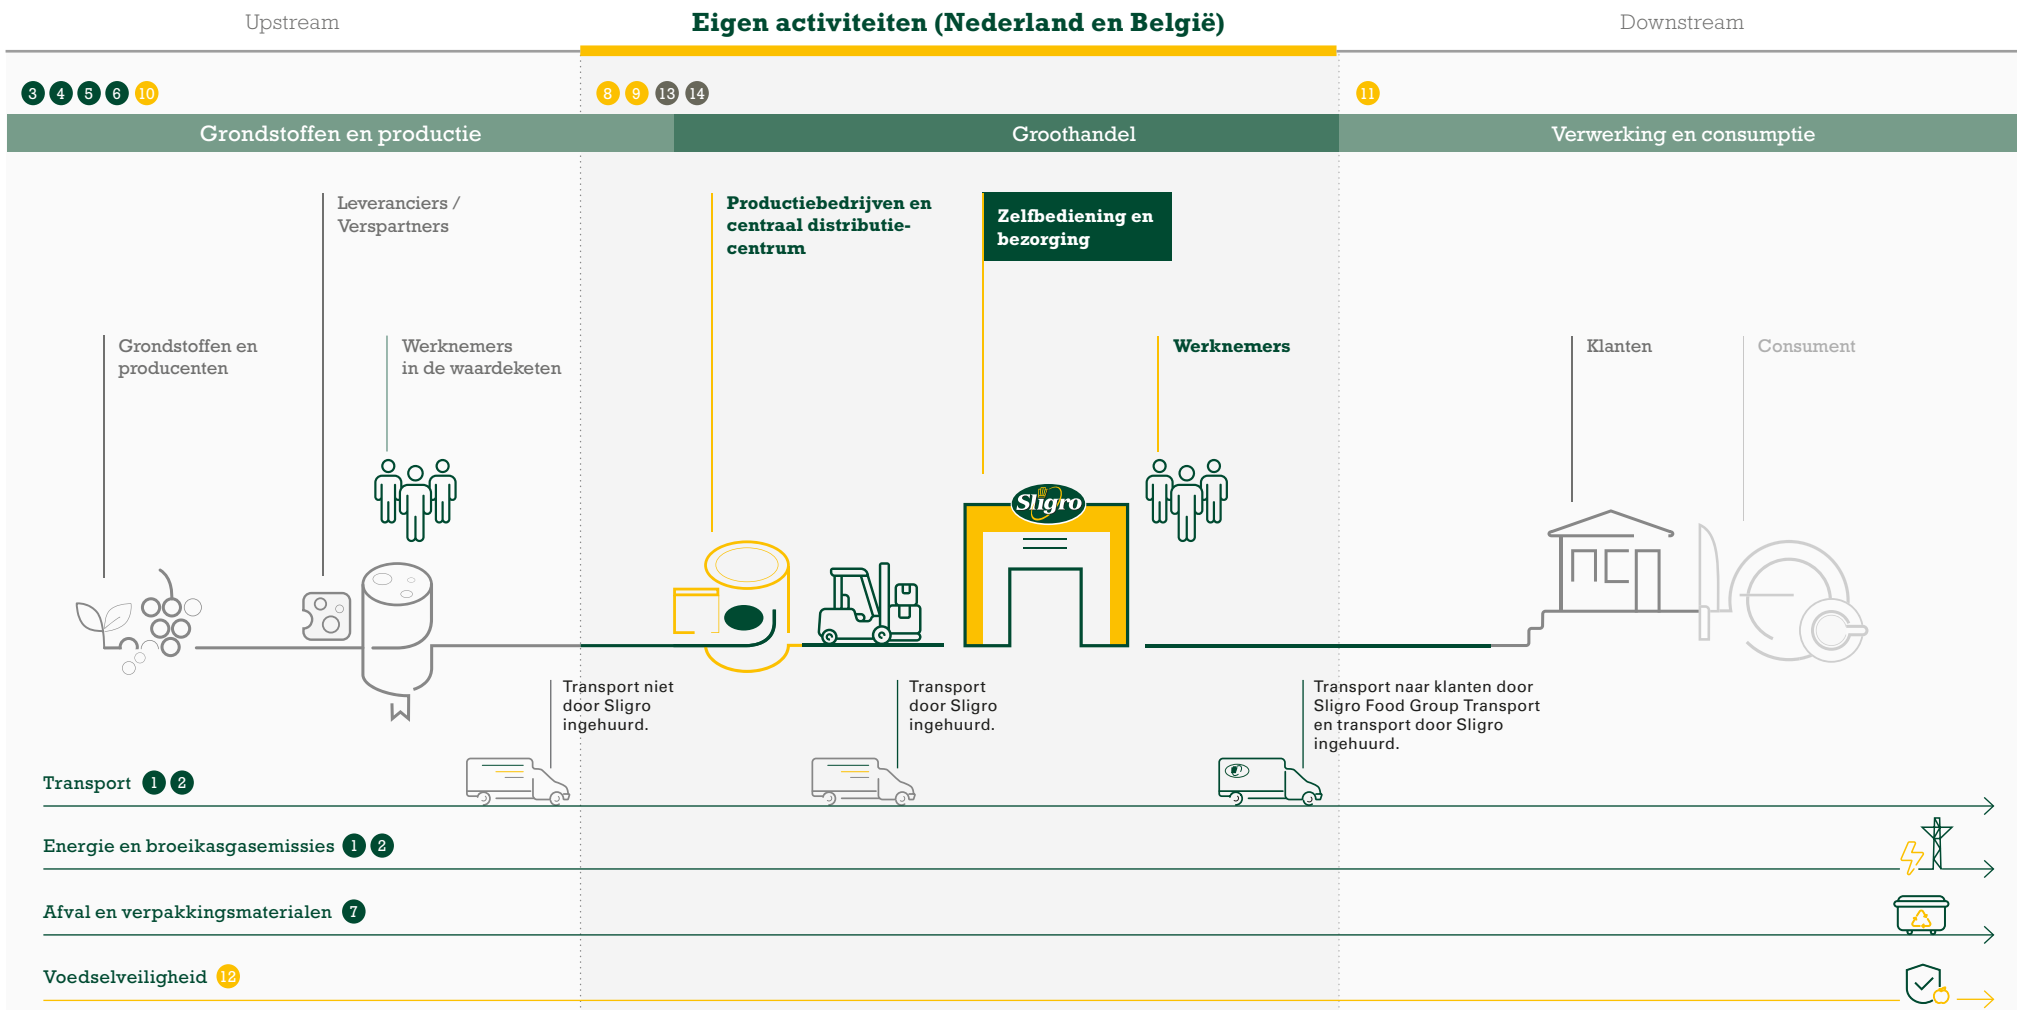 Upstream
Eigen activiteiten (Nederland en België)
Downstream
3 4 5 6 10
8 9 13 14
11
Grondstoffen en productie
Groothandel
Verwerking en consumptie
Leveranciers /
Verspartners
Productiebedrijven en
centraal distributie-
centrum
Zelfbediening en
bezorging
Grondstoffen en
producenten
Werknemers
in de waardeketen
Werknemers
Klanten
Consument
Sligro
Transport niet
door Sligro
ingehuurd.
Transport
door Sligro
ingehuurd.
Transport naar klanten door
Sligro Food Group Transport
en transport door Sligro
ingehuurd.
Transport 1 2
Energie en broeikasgasemissies 1 2
Afval en verpakkingsmaterialen 7
Voedselveiligheid 12